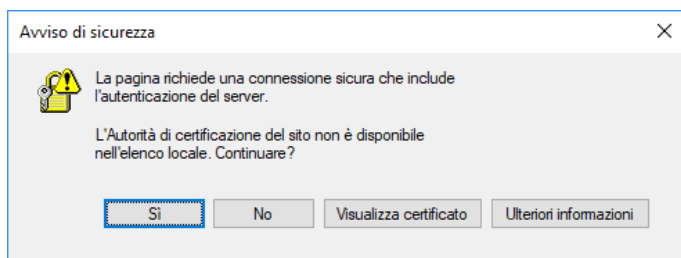 Avviso di sicurezza
La pagina richiede una connessione sicura che include
l'autenticazione del server.
L'Autorità di certificazione del sito non è disponibile
nell'elenco locale. Continuare?
Sì
No
Visualizza certificato
Ulteriori informazioni